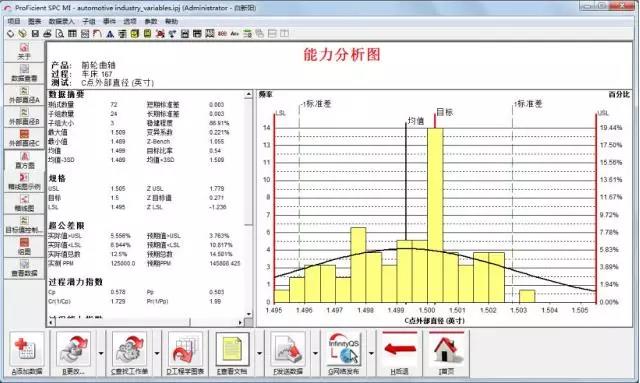 ProFicient SPC MI - automotive industry_variables.ipj (Administrator - 白新阳)
项目 图表 数据录入 子组 事件 选项 参数 帮助
关于
数据查看
外部直径A
外部直径B
外部直径C
直方图
箱线图示例
箱线图
目标值控制...
组图
查看数据
能力分析图
产品: 前轮曲轴
过程: 车床 167
测试: C点外部直径 (英寸)
数据摘要
测试数量 72 短期标准差 0.003
子组数量 24 长期标准差 0.003
子组大小 3 稳健程度 86.91%
最大值 1.509 变异系数 0.221%
最小值 1.489 Z-Bench 1.055
均值 1.499 目标比率 0.54
均值-3SD 1.489 均值+3SD 1.509
规格
USL 1.505 Z USL 1.779
目标 1.5 Z 目标值 0.271
LSL 1.495 Z LSL -1.236
超公差限
实际值>USL 5.556% 预期值>USL 3.763%
实际值<LSL 6.944% 预期值<LSL 10.817%
实际值总数 12.5% 预期值总数 14.581%
实测 PPM 125000.0 预期PPM 145808.425
过程潜力指数
Cp 0.578 Pp 0.503
Cr(1/Cp) 1.729 Pr(1/Pp) 1.99
频率 -1标准差 目标 均值 1标准差 百分比
LSL USL
14 19.44%
17.50%
15.56%
13.61%
11.67%
9.72%
7.78%
5.83%
3.89%
1.94%
0 0.00%
1.495 1.496 1.497 1.498 1.499 1.500 1.501 1.502 1.503 1.504 1.505
C点外部直径 (英寸)
A添加数据
B更改...
C查找工作单
D工程学图表
E查看文档
F发送数据
InfinityQS
G网络发布
H后退
I首页